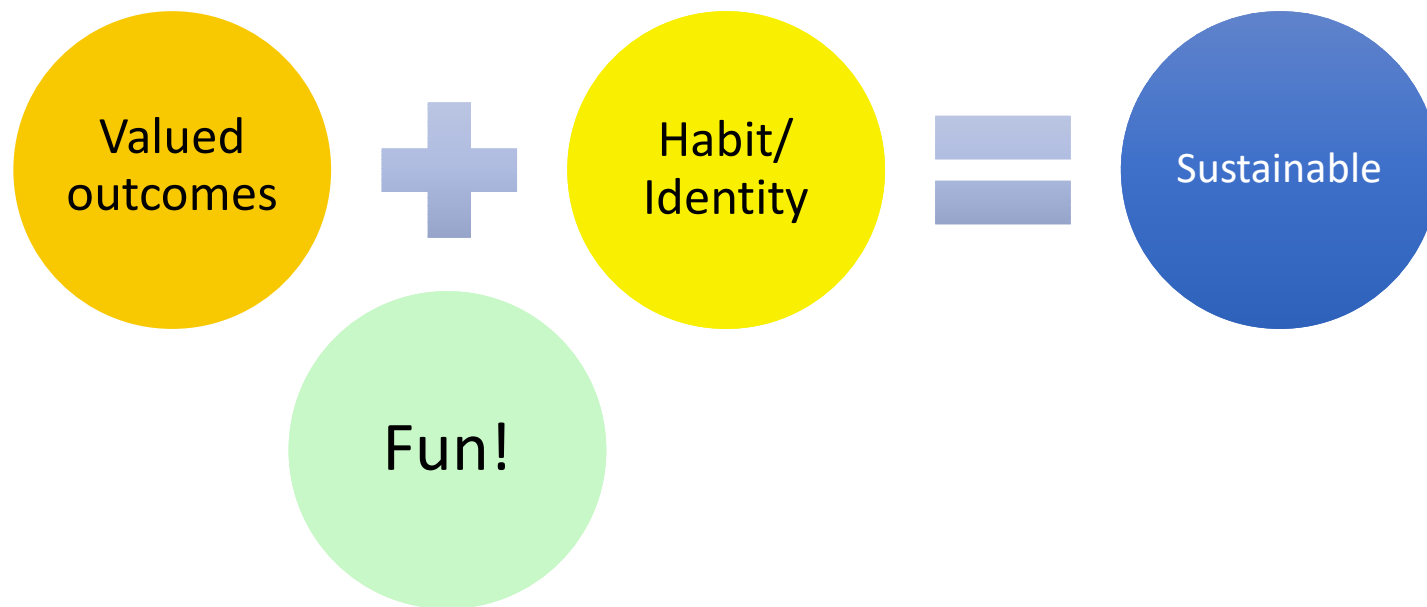 Valued
outcomes
Habit/
Identity
Sustainable
Fun!